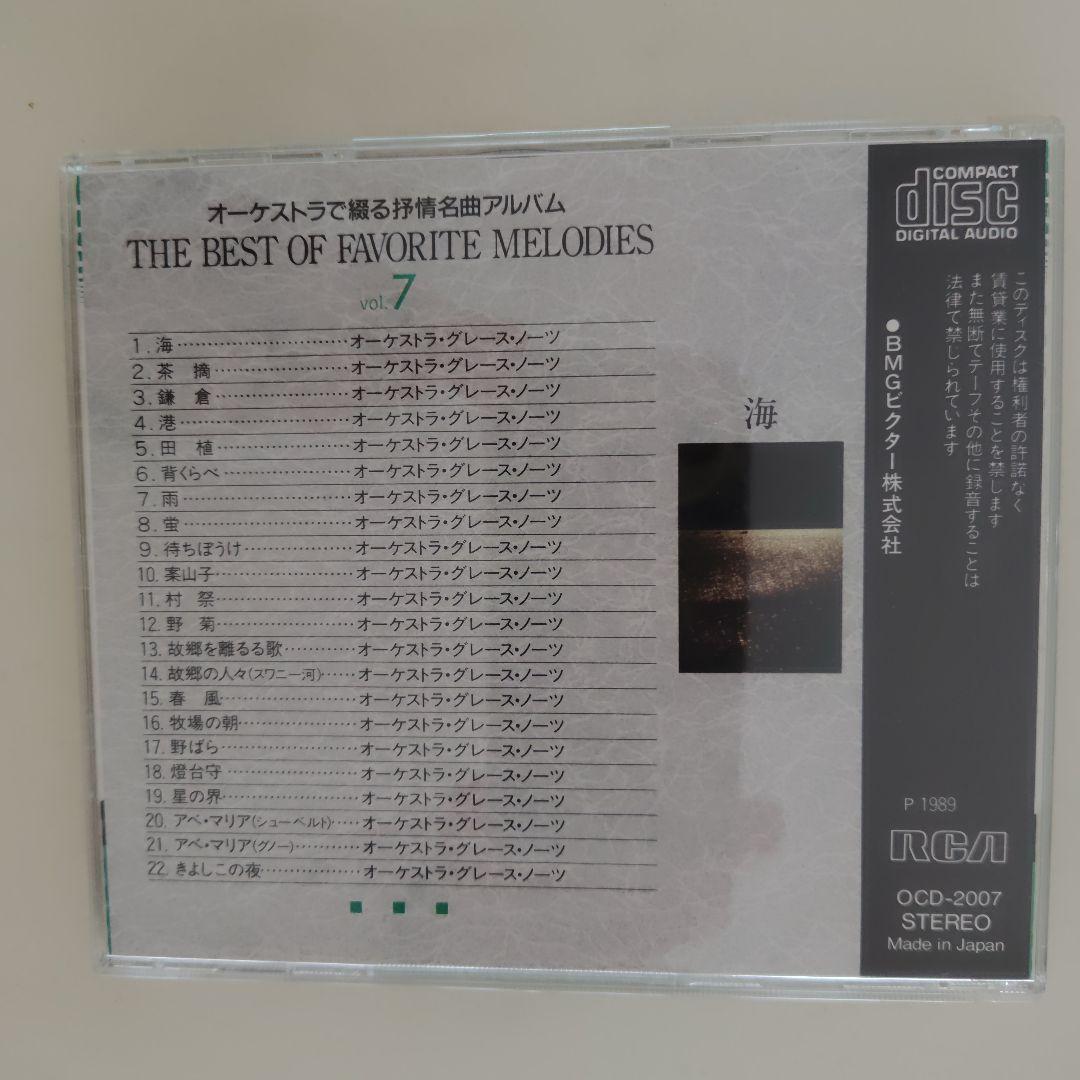 オーケストラで綴る抒情名曲アルバム
THE BEST OF FAVORITE MELODIES
vol.7
1. 海…………オーケストラ・グレース・ノーツ
2. 茶 摘…………オーケストラ・グレース・ノーツ
3. 鎌 倉…………オーケストラ・グレース・ノーツ
4. 港…………オーケストラ・グレース・ノーツ
5. 田 植…………オーケストラ・グレース・ノーツ
6. 背くらべ…………オーケストラ・グレース・ノーツ
7. 雨…………オーケストラ・グレース・ノーツ
8. 蛍…………オーケストラ・グレース・ノーツ
9. 待ちぼうけ…………オーケストラ・グレース・ノーツ
10. 案山子…………オーケストラ・グレース・ノーツ
11. 村 祭…………オーケストラ・グレース・ノーツ
12. 野 菊…………オーケストラ・グレース・ノーツ
13. 故郷を離るる歌…………オーケストラ・グレース・ノーツ
14. 故郷の人々(スワニー河)……オーケストラ・グレース・ノーツ
15. 春 風…………オーケストラ・グレース・ノーツ
16. 牧場の朝…………オーケストラ・グレース・ノーツ
17. 野ばら…………オーケストラ・グレース・ノーツ
18. 燈台守…………オーケストラ・グレース・ノーツ
19. 星の界…………オーケストラ・グレース・ノーツ
20. アベ・マリア(シューベルト)……オーケストラ・グレース・ノーツ
21. アベ・マリア(グノー)…………オーケストラ・グレース・ノーツ
22. きよしこの夜…………オーケストラ・グレース・ノーツ
海
COMPACT
disc
DIGITAL AUDIO
このディスクは権利者の許諾なく
賃貸業に使用することを禁じます
また無断でテープその他に録音することは
法律で禁じられています
●BMGビクター株式会社
P 1989
RCA
OCD-2007
STEREO
Made in Japan